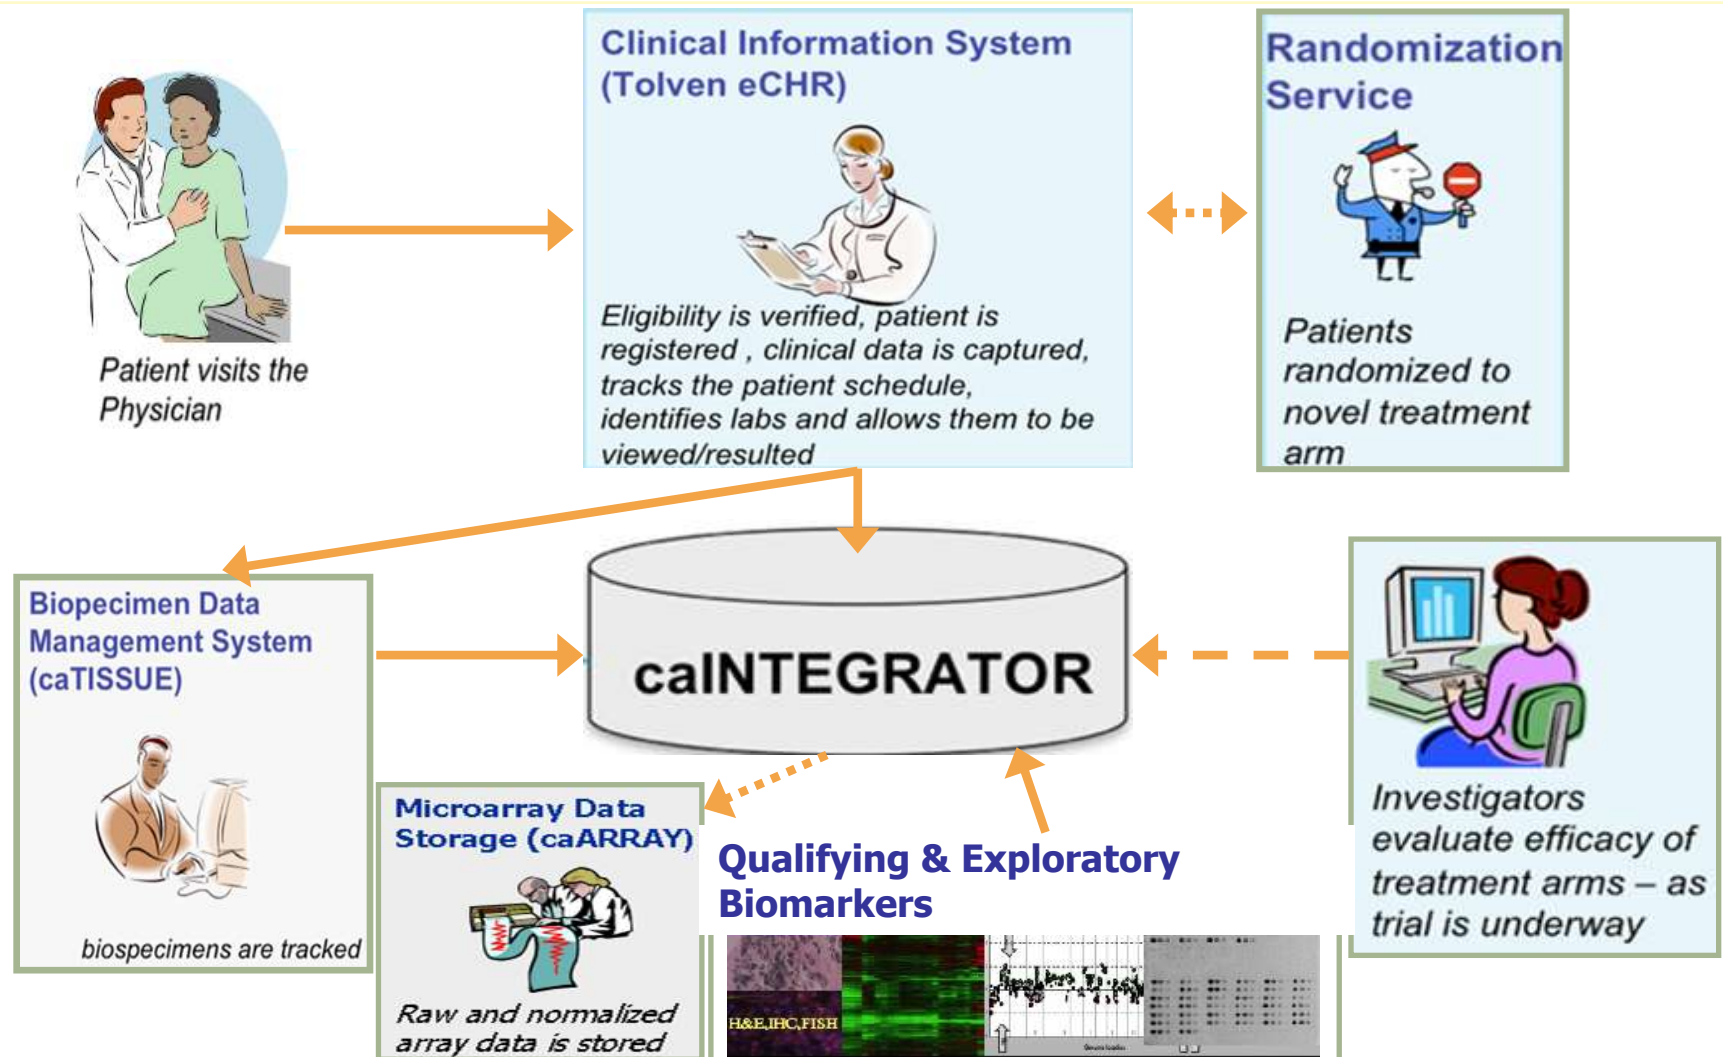 Clinical Information System
(Tolven eCHR)
Eligibility is verified, patient is
registered , clinical data is captured,
tracks the patient schedule,
identifies labs and allows them to be
viewed/resulted
Randomization
Service
Patients
randomized to
novel treatment
arm
Patient visits the
Physician
Biopecimen Data
Management System
(caTISSUE)
biospecimens are tracked
caINTEGRATOR
Microarray Data
Storage (caARRAY)
Raw and normalized
array data is stored
Qualifying & Exploratory
Biomarkers
H&E,IHC,FISH
Investigators
evaluate efficacy of
treatment arms – as
trial is underway